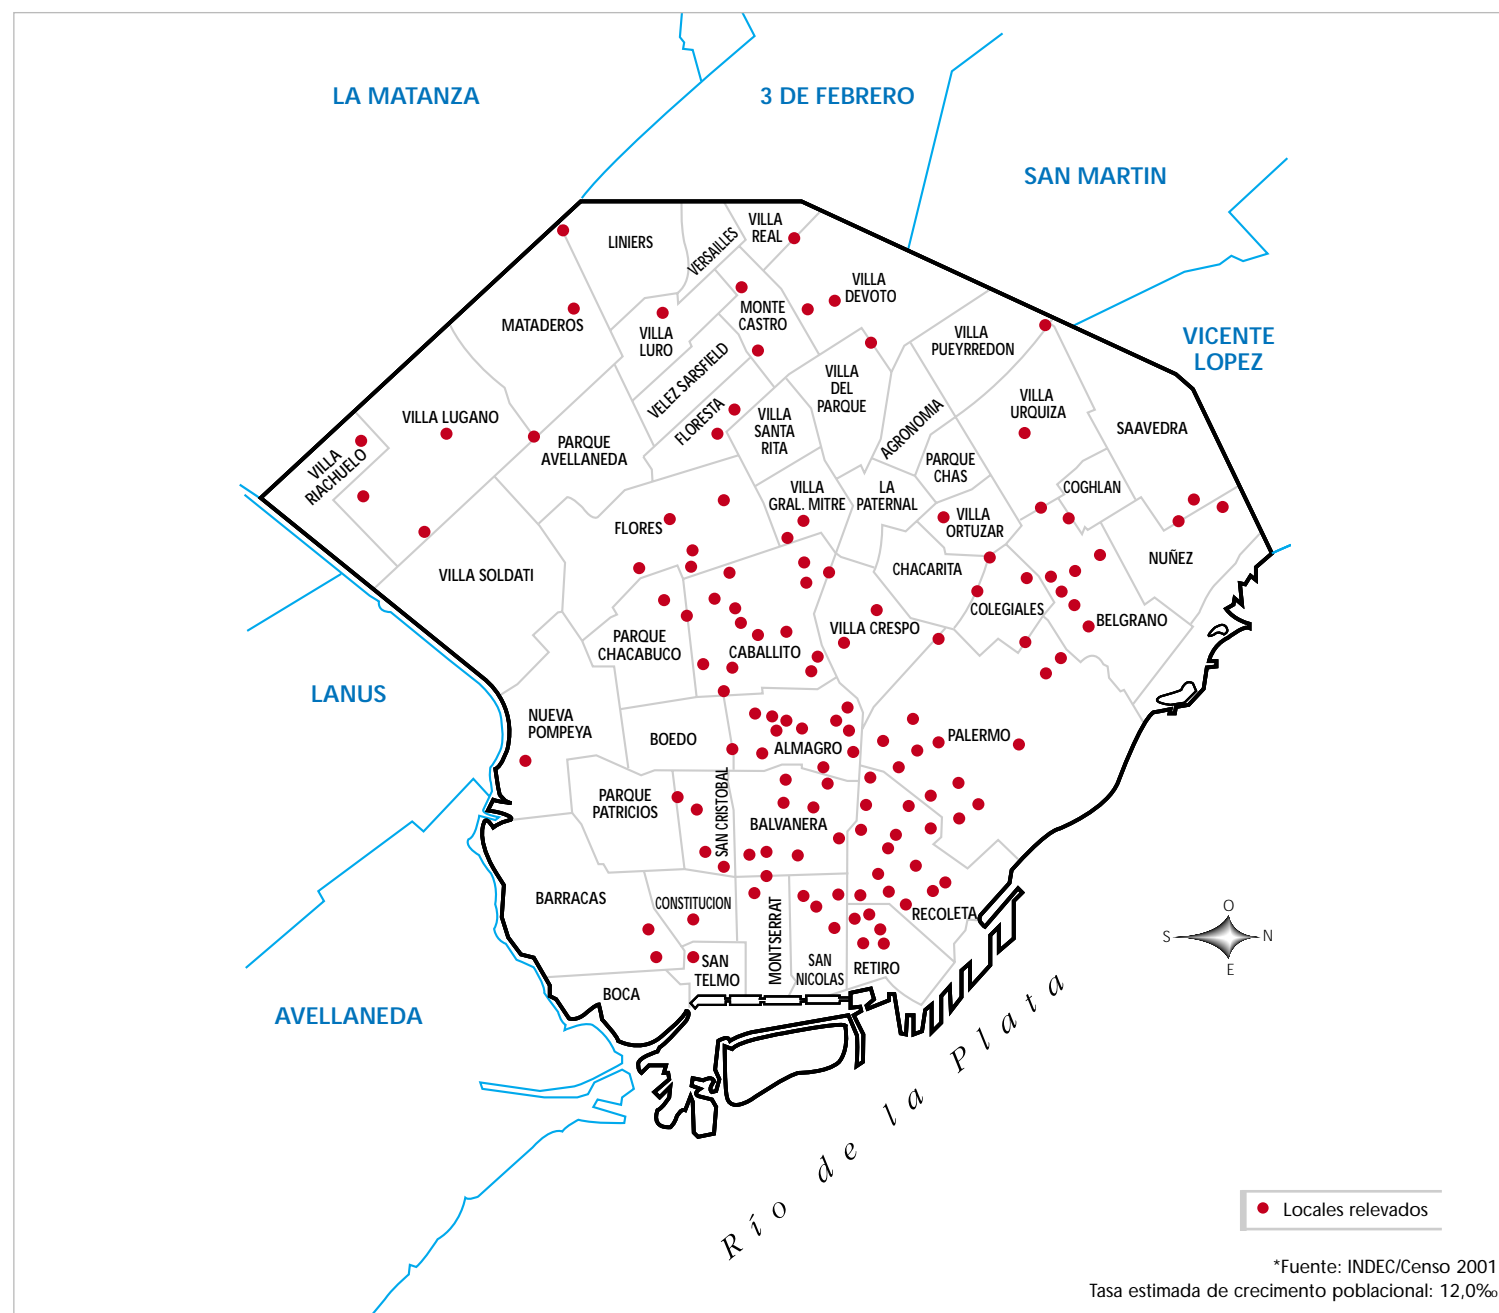 LA MATANZA
3 DE FEBRERO
SAN MARTIN
VICENTE
LOPEZ
LANUS
AVELLANEDA
LINIERS
VERSAILLES
VILLA
REAL
MATADEROS
VILLA
LURO
MONTE
CASTRO
VILLA
DEVOTO
VILLA
PUEYRREDON
VELEZ SARSFIELD
FLORESTA
VILLA
DEL
PARQUE
VILLA
SANTA
RITA
AGRONOMIA
VILLA
URQUIZA
SAAVEDRA
VILLA LUGANO
VILLA
RIACHUELO
PARQUE
AVELLANEDA
PARQUE
CHAS
COGHLAN
VILLA
GRAL. MITRE
LA
PATERNAL
VILLA
ORTUZAR
FLORES
NUÑEZ
VILLA SOLDATI
CHACARITA
COLEGIALES
BELGRANO
PARQUE
CHACABUCO
CABALLITO
VILLA CRESPO
NUEVA
POMPEYA
BOEDO
ALMAGRO
PALERMO
PARQUE
PATRICIOS
SAN CRISTOBAL
BALVANERA
BARRACAS
CONSTITUCION
MONTSERRAT
RECOLETA
SAN
TELMO
SAN
NICOLAS
RETIRO
BOCA
Río de la Plata
O
S
N
E
Locales relevados
*Fuente: INDEC/Censo 2001
Tasa estimada de crecimento poblacional: 12,0‰